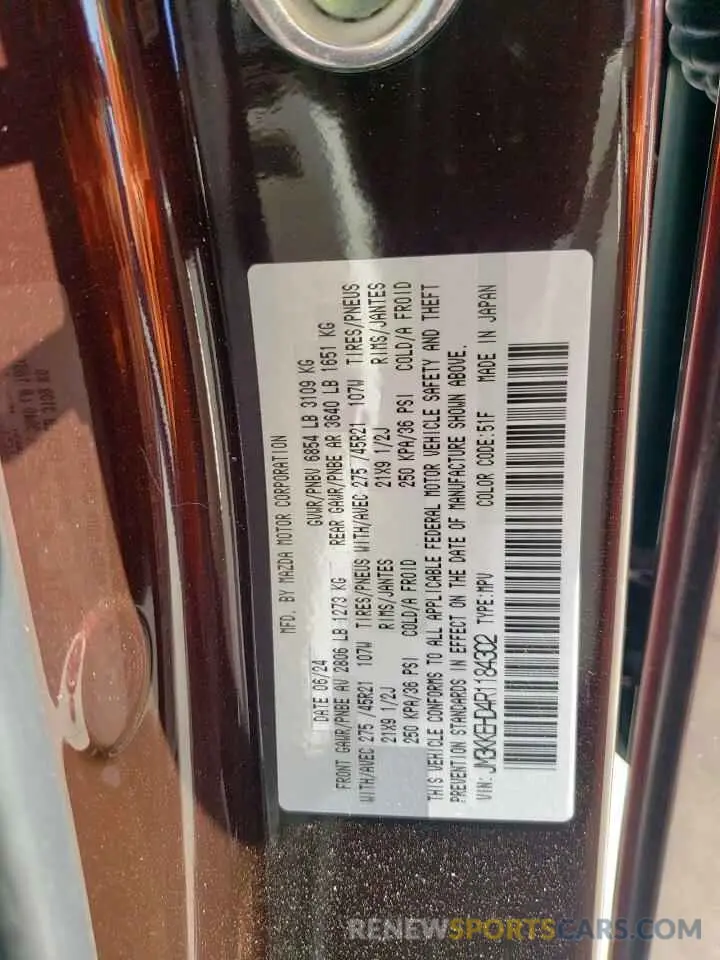 MFD. BY MAZDA MOTOR CORPORATION
DATE 06/24 GVWR/PNBV 6854 LB 3109 KG
FRONT GAWR/PNBE AV 2806 LB 1273 KG REAR GAWR/PNBE AR 3640 LB 1651 KG
WITH/AVEC 275 /45R21 107W TIRES/PNEUS WITH/AVEC 275 /45R21 107W TIRES/PNEUS
21X9 1/2J RIMS/JANTES 21X9 1/2J RIMS/JANTES
250 KPA/36 PSI COLD/A FROID 250 KPA/36 PSI COLD/A FROID
THIS VEHICLE CONFORMS TO ALL APPLICABLE FEDERAL MOTOR VEHICLE SAFETY AND THEFT
PREVENTION STANDARDS IN EFFECT ON THE DATE OF MANUFACTURE SHOWN ABOVE.
VIN: JM3KKEHD4R1184302 TYPE:MPV COLOR CODE:51F MADE IN JAPAN
RENEWSPORTSCARS.COM